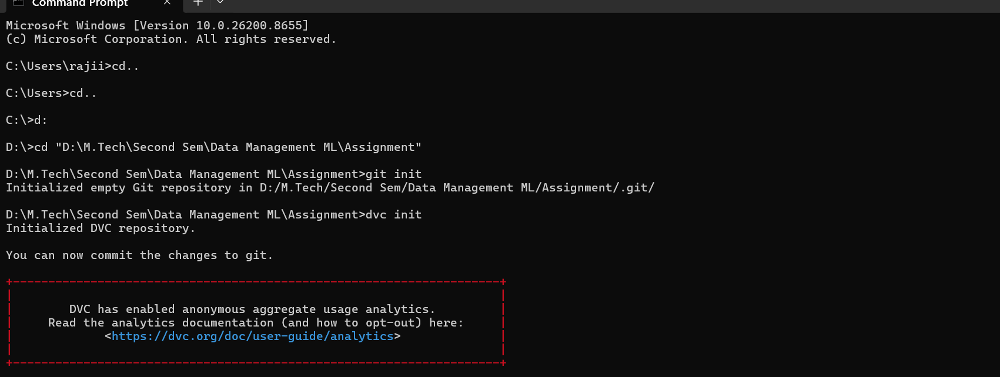 Command Prompt
Microsoft Windows [Version 10.0.26200.8655]
(c) Microsoft Corporation. All rights reserved.
C:\Users\rajii>cd..
C:\Users>cd..
C:\>d:
D:\>cd "D:\M.Tech\Second Sem\Data Management ML\Assignment"
D:\M.Tech\Second Sem\Data Management ML\Assignment>git init
Initialized empty Git repository in D:/M.Tech/Second Sem/Data Management ML/Assignment/.git/
D:\M.Tech\Second Sem\Data Management ML\Assignment>dvc init
Initialized DVC repository.
You can now commit the changes to git.
DVC has enabled anonymous aggregate usage analytics.
Read the analytics documentation (and how to opt-out) here:
<https://dvc.org/doc/user-guide/analytics>